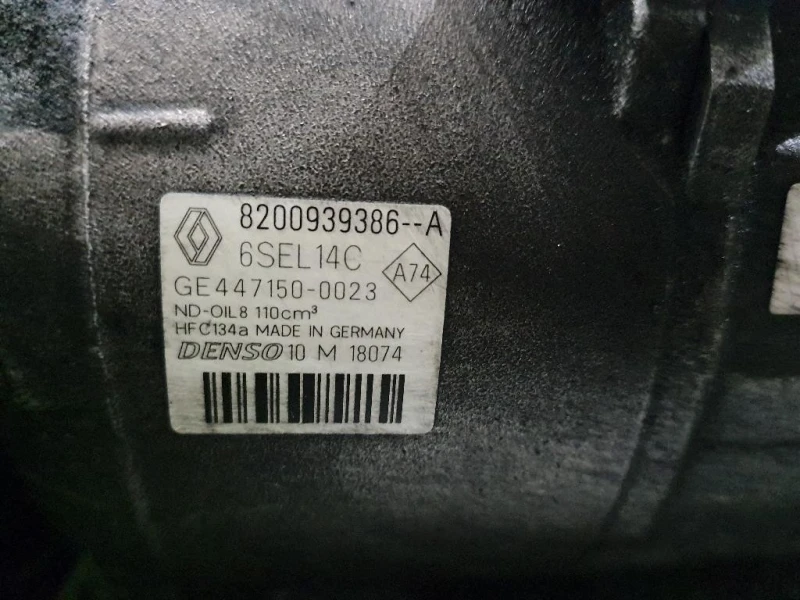 8200939386--A
6SEL14C
A74
GE447150-0023
ND-OIL8 110cm³
HFC134a MADE IN GERMANY
DENSO 10 M 18074